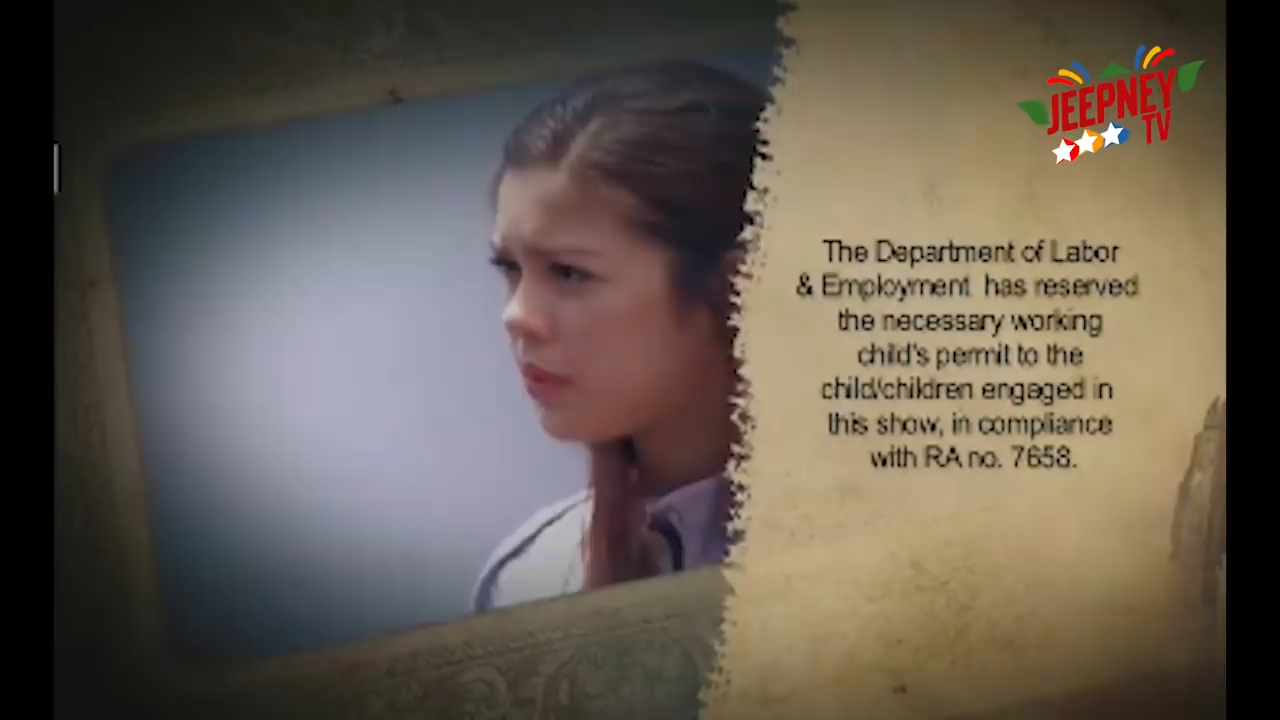 JEEPNEY
TV
The Department of Labor
& Employment has reserved
the necessary working
child's permit to the
child/children engaged in
this show, in compliance
with RA no. 7658.